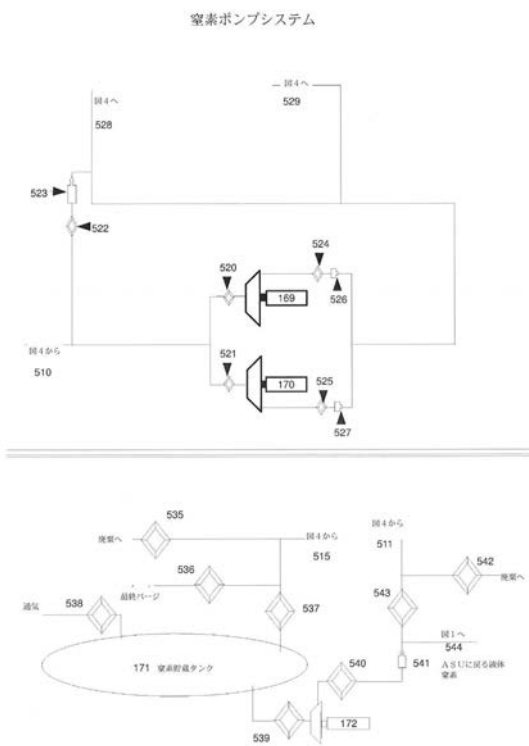 窒素ポンプシステム
図4へ
528
図4へ
529
523
522
520
524
169
526
図4から
510
521
170
525
527
535
廃棄へ
図4から
515
図4から
511
536
最終パージ
542
廃棄へ
通気
538
537
543
図1へ
544
171 窒素貯蔵タンク
540
541
ASUに戻る液体
窒素
539
172